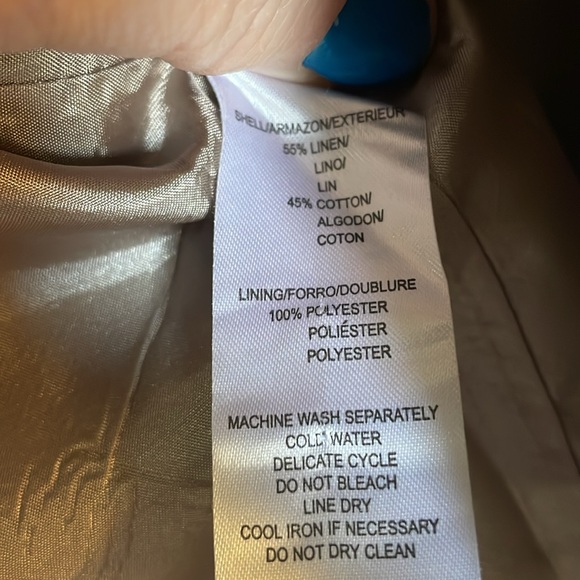 SHELL/ARMAZON/EXTERIEUR
55% LINEN/
LINO/
LIN
45% COTTON/
ALGODON/
COTON
LINING/FORRO/DOUBLURE
100% POLYESTER
POLIÉSTER
POLYESTER
MACHINE WASH SEPARATELY
COLD WATER
DELICATE CYCLE
DO NOT BLEACH
LINE DRY
COOL IRON IF NECESSARY
DO NOT DRY CLEAN